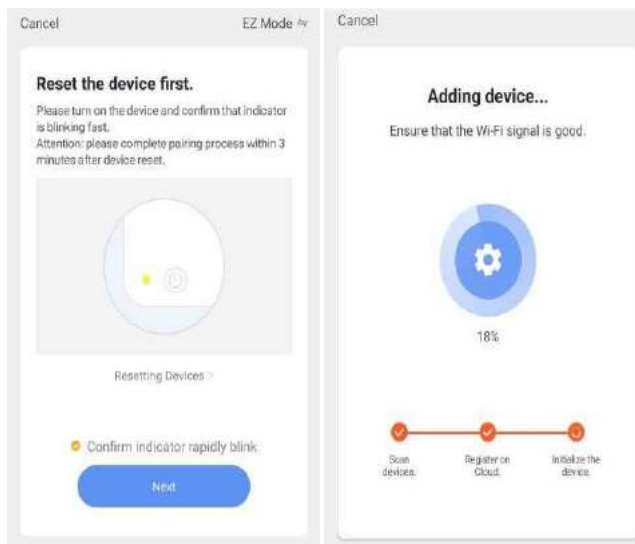 Cancel
EZ Mode
Reset the device first.
Please turn on the device and confirm that indicator
is blinking fast.
Attention: please complete pairing process within 3
minutes after device reset.
Resetting Devices >
Confirm indicator rapidly blink
Next
Cancel
Adding device...
Ensure that the Wi-Fi signal is good.
18%
Scan
devices.
Register on
Cloud.
Initialize the
device.